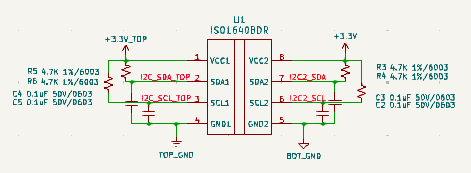 U1
ISO1640BDR
+3.3V_TOP
+3.3V
1 VCC1 VCC2 8
R5 4.7K 1%/0603
R6 4.7K 1%/0603
I2C_SDA_TOP 2 SDA1 SDA2 7 I2C2_SDA
R3 4.7K 1%/0603
R4 4.7K 1%/0603
C4 0.1uF 50V/0603
C5 0.1uF 50V/0603
I2C_SCL_TOP 3 SCL1 SCL2 6 I2C2_SCL
C3 0.1uF 50V/0603
C2 0.1uF 50V/0603
4 GND1 GND2 5
TOP_GND
BOT_GND